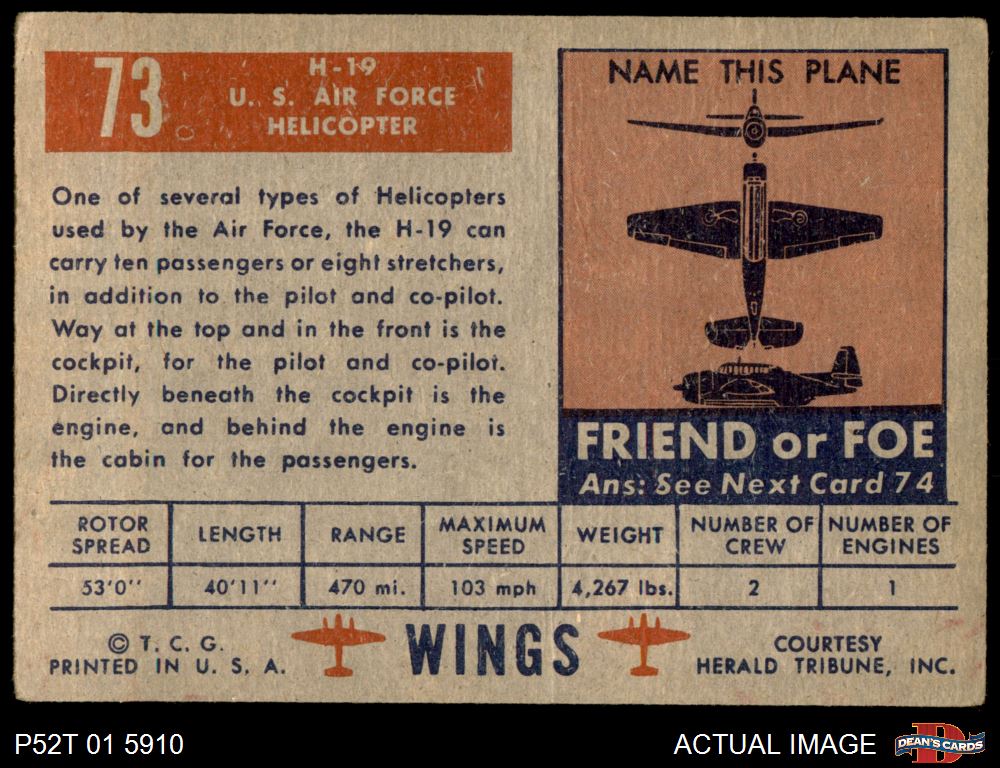 73
H-19
U. S. AIR FORCE
HELICOPTER
One of several types of Helicopters
used by the Air Force, the H-19 can
carry ten passengers or eight stretchers,
in addition to the pilot and co-pilot.
Way at the top and in the front is the
cockpit, for the pilot and co-pilot.
Directly beneath the cockpit is the
engine, and behind the engine is
the cabin for the passengers.
NAME THIS PLANE
FRIEND or FOE
Ans: See Next Card 74
ROTOR SPREAD
LENGTH
RANGE
MAXIMUM SPEED
WEIGHT
NUMBER OF CREW
NUMBER OF ENGINES
53'0''
40'11''
470 mi.
103 mph
4,267 lbs.
2
1
© T. C. G.
PRINTED IN U. S. A.
WINGS
COURTESY
HERALD TRIBUNE, INC.
P52T 01 5910
ACTUAL IMAGE
D
DEAN'S CARDS